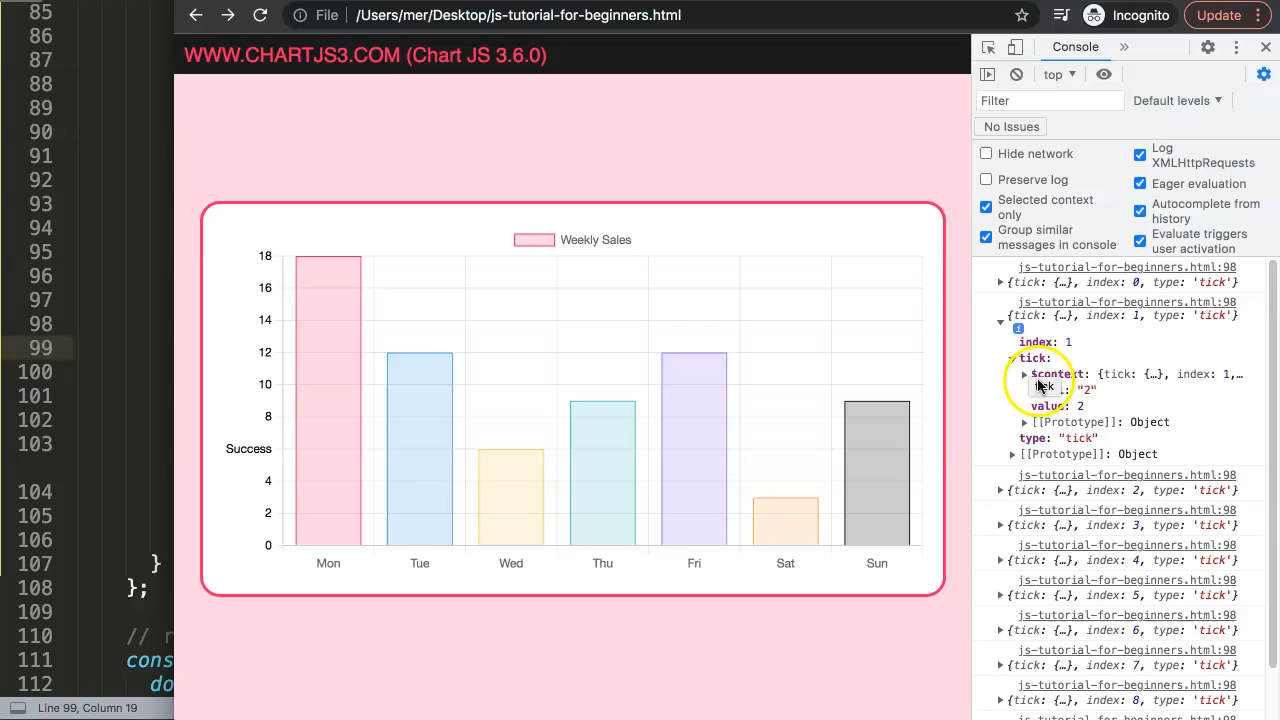 85
86
87
88
89
90
91
92
93
94
95
96
97
98
99
100
101
102
103
104
105
106
107 }
108 };
109
110 // r
111 cons
112 do
Line 99, Column 19
File /Users/mer/Desktop/js-tutorial-for-beginners.html
Incognito
Update
WWW.CHARTJS3.COM (Chart JS 3.6.0)
Weekly Sales
18
16
14
12
10
8
Success
4
2
0
Mon Tue Wed Thu Fri Sat Sun
Console »
top ▼
Filter Default levels ▼
No Issues
Hide network
Preserve log
Selected context only
Group similar messages in console
Log XMLHttpRequests
Eager evaluation
Autocomplete from history
Evaluate triggers user activation
js-tutorial-for-beginners.html:98
{tick: {…}, index: 0, type: 'tick'}
js-tutorial-for-beginners.html:98
{tick: {…}, index: 1, type: 'tick'}
i
index: 1
tick:
$context: {tick: {…}, index: 1,…
: "2"
value: 2
[[Prototype]]: Object
type: "tick"
[[Prototype]]: Object
js-tutorial-for-beginners.html:98
{tick: {…}, index: 2, type: 'tick'}
js-tutorial-for-beginners.html:98
{tick: {…}, index: 3, type: 'tick'}
js-tutorial-for-beginners.html:98
{tick: {…}, index: 4, type: 'tick'}
js-tutorial-for-beginners.html:98
{tick: {…}, index: 5, type: 'tick'}
js-tutorial-for-beginners.html:98
{tick: {…}, index: 6, type: 'tick'}
js-tutorial-for-beginners.html:98
{tick: {…}, index: 7, type: 'tick'}
js-tutorial-for-beginners.html:98
{tick: {…}, index: 8, type: 'tick'}